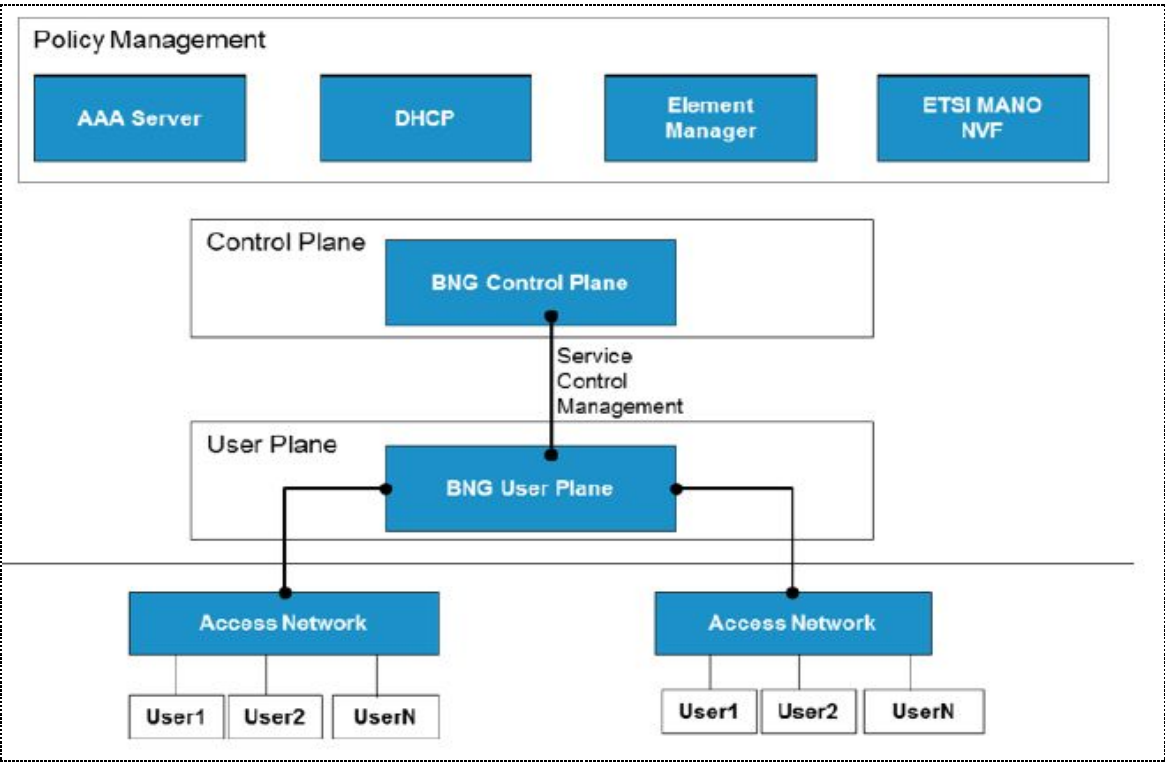 Policy Management
AAA Server
DHCP
Element
Manager
ETSI MANO
NVF
Control Plane
BNG Control Plane
Service
Control
Management
User Plane
BNG User Plane
Access Network
Access Network
User1
User2
UserN
User1
User2
UserN